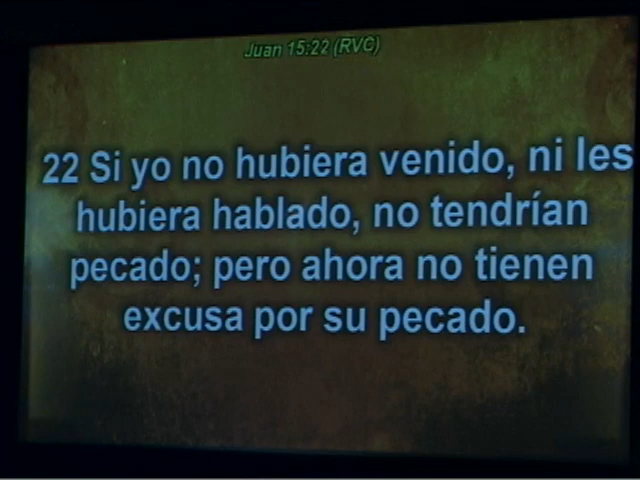 Juan 15:22 (RVC)
22 Si yo no hubiera venido, ni les
hubiera hablado, no tendrían
pecado; pero ahora no tienen
excusa por su pecado.